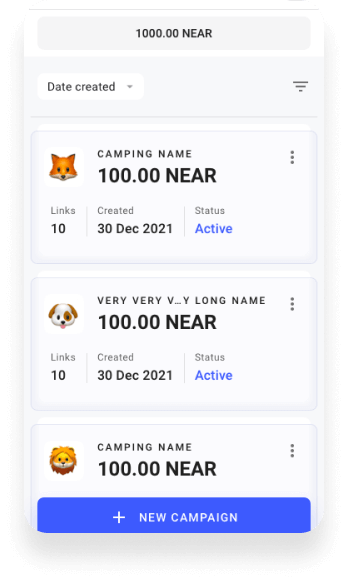 1000.00 NEAR
Date created
CAMPING NAME
100.00 NEAR
Links Created Status
10 30 Dec 2021 Active
VERY VERY V...Y LONG NAME
100.00 NEAR
Links Created Status
10 30 Dec 2021 Active
CAMPING NAME
100.00 NEAR
+ NEW CAMPAIGN